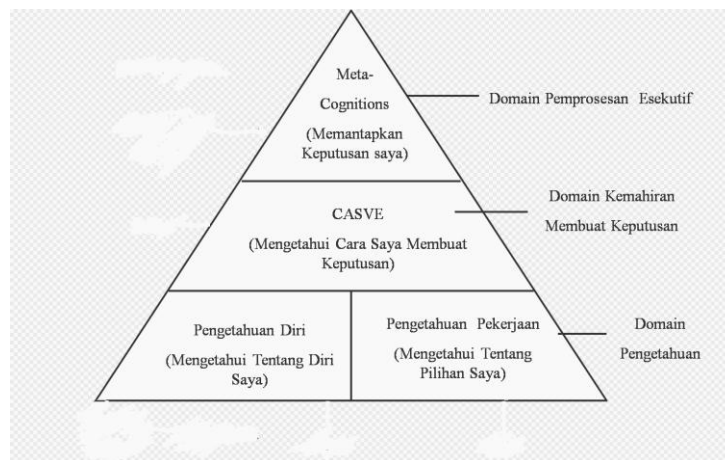 Meta-
Cognitions
(Memantapkan
Keputusan saya)
Domain Pemprosesan Esekutif
CASVE
(Mengetahui Cara Saya Membuat
Keputusan)
Domain Kemahiran
Membuat Keputusan
Pengetahuan Diri
(Mengetahui Tentang Diri
Saya)
Pengetahuan Pekerjaan
(Mengetahui Tentang
Pilihan Saya)
Domain
Pengetahuan